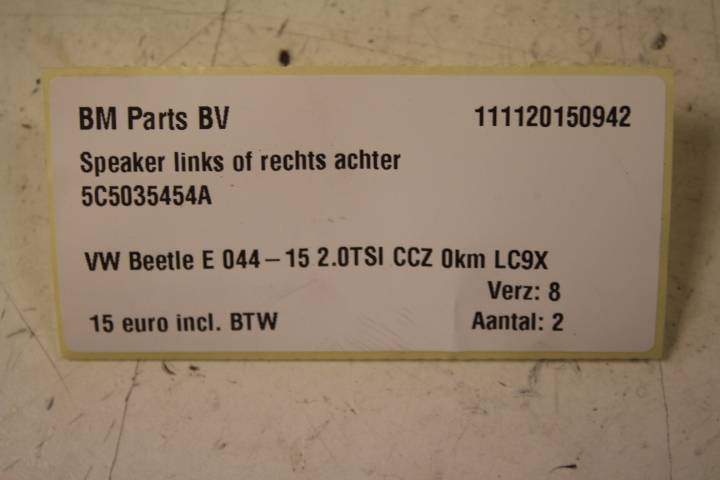 BM Parts BV 111120150942
Speaker links of rechts achter
5C5035454A
VW Beetle E 044 – 15 2.0TSI CCZ 0km LC9X
Verz: 8
15 euro incl. BTW Aantal: 2